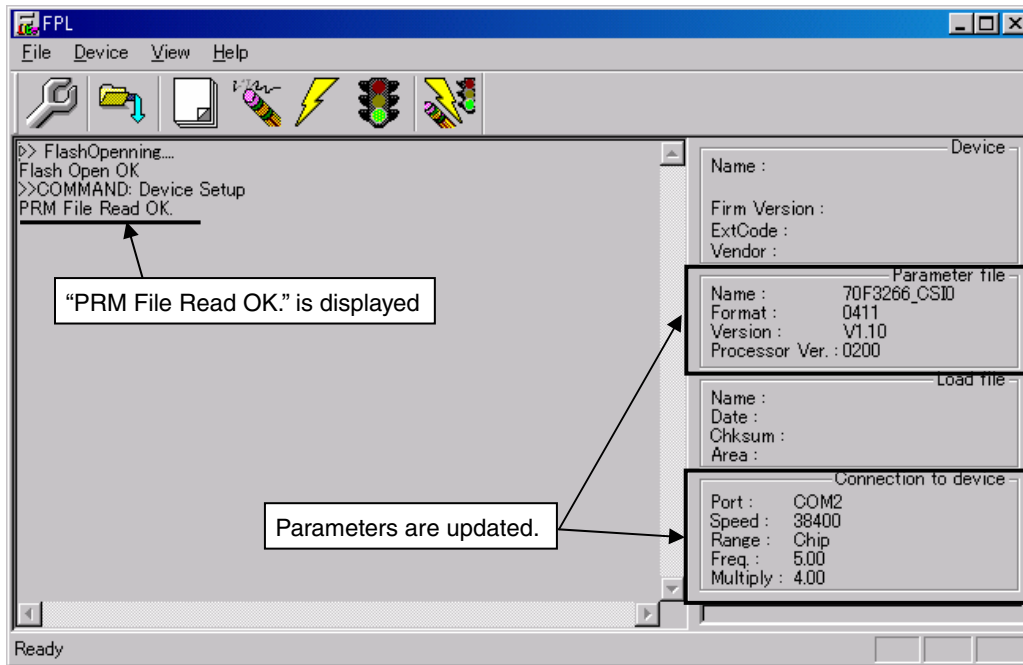 FPL
File Device View Help
>> FlashOpenning....
Flash Open OK
>>COMMAND: Device Setup
PRM File Read OK.
“PRM File Read OK.” is displayed
Parameters are updated.
Device
Name :
Firm Version :
ExtCode :
Vendor :
Parameter file
Name : 70F3266_CSI0
Format : 0411
Version : V1.10
Processor Ver. : 0200
Load file
Name :
Date :
Chksum :
Area :
Connection to device
Port : COM2
Speed : 38400
Range : Chip
Freq. : 5.00
Multiply : 4.00
Ready